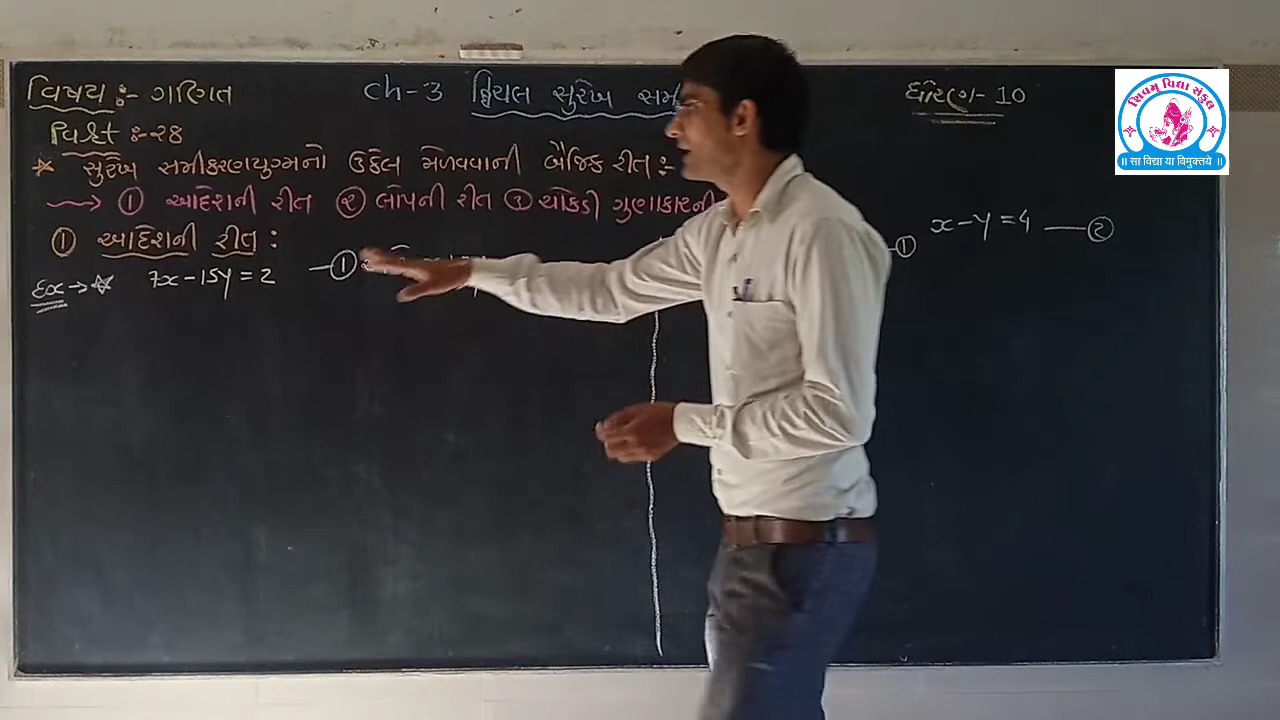 વિષય :- ગણિત
ch-3 દ્વિચલ સુરેખ સમ
ધોરણ- 10
:-૨૪
* સુરેખ સમીકરણયુગ્મનો ઉકેલ મેળવવાની બૈજિક રીત :-
① આદેશની રીત ② લોપની રીત ③ ચોકડી ગુણાકારની
① આદેશની રીત :
Ex → * 7x - 15y = 2 — ①
— ① x - y = 4 — ②
શિવમ્ વિદ્યા સંકુલ
॥ सा विद्या या विमुक्तये ॥